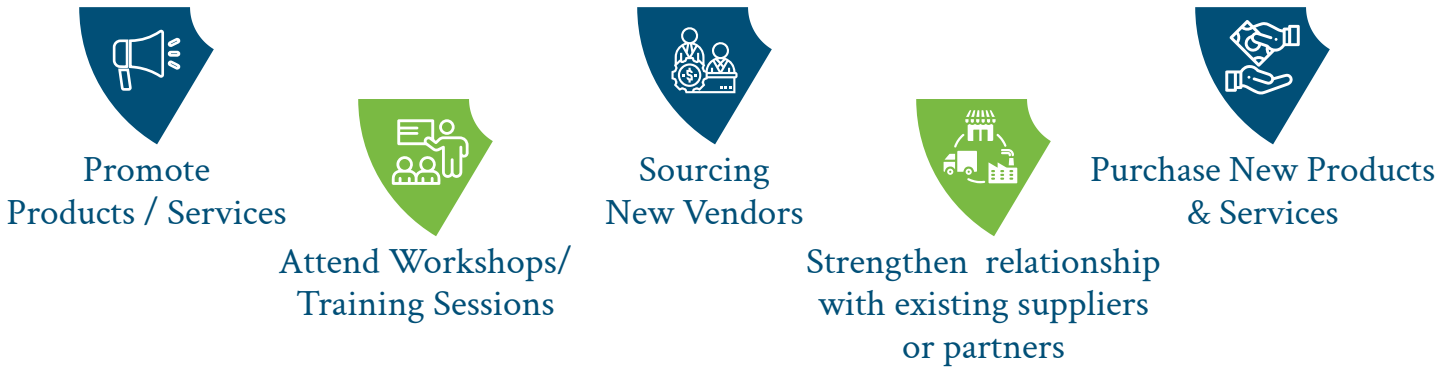 Promote
Products / Services
Attend Workshops/
Training Sessions
Sourcing
New Vendors
Strengthen relationship
with existing suppliers
or partners
Purchase New Products
& Services